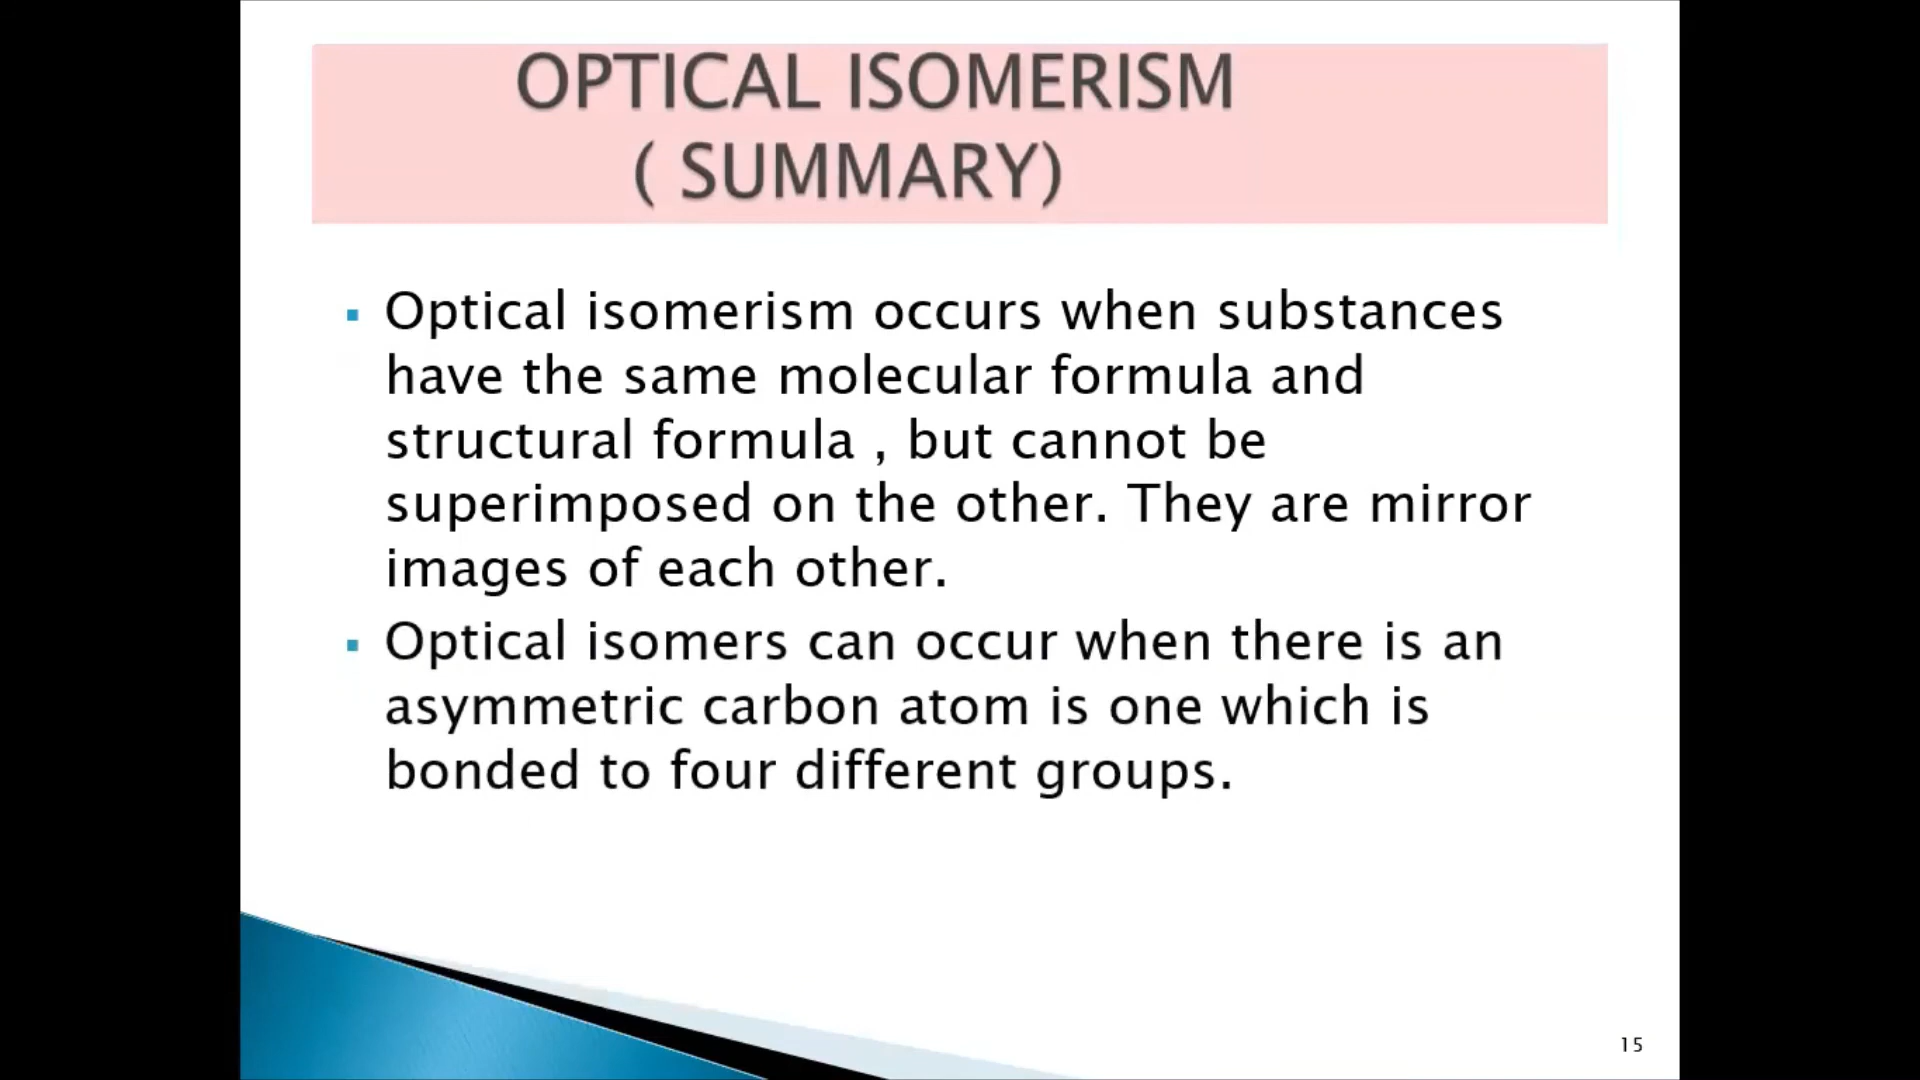 OPTICAL ISOMERISM
( SUMMARY)
▪ Optical isomerism occurs when substances
have the same molecular formula and
structural formula , but cannot be
superimposed on the other. They are mirror
images of each other.
▪ Optical isomers can occur when there is an
asymmetric carbon atom is one which is
bonded to four different groups.
15